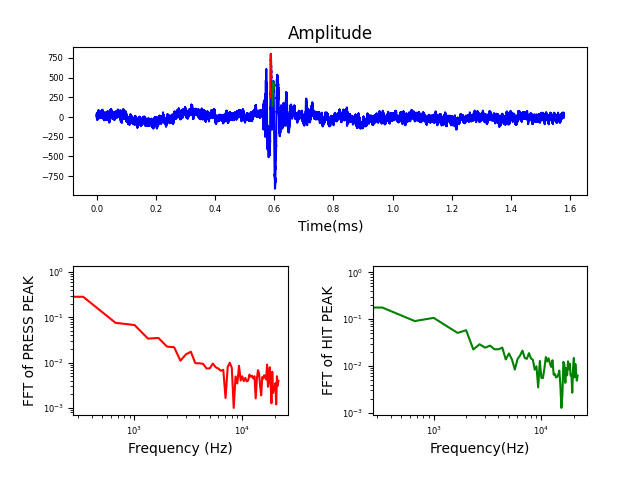 Amplitude
750
500
250
0
−250
−500
−750
0.0 0.2 0.4 0.6 0.8 1.0 1.2 1.4 1.6
Time(ms)
FFT of PRESS PEAK
10⁰
10⁻¹
10⁻²
10⁻³
10³ 10⁴
Frequency (Hz)
FFT of HIT PEAK
10⁰
10⁻¹
10⁻²
10⁻³
10³ 10⁴
Frequency(Hz)